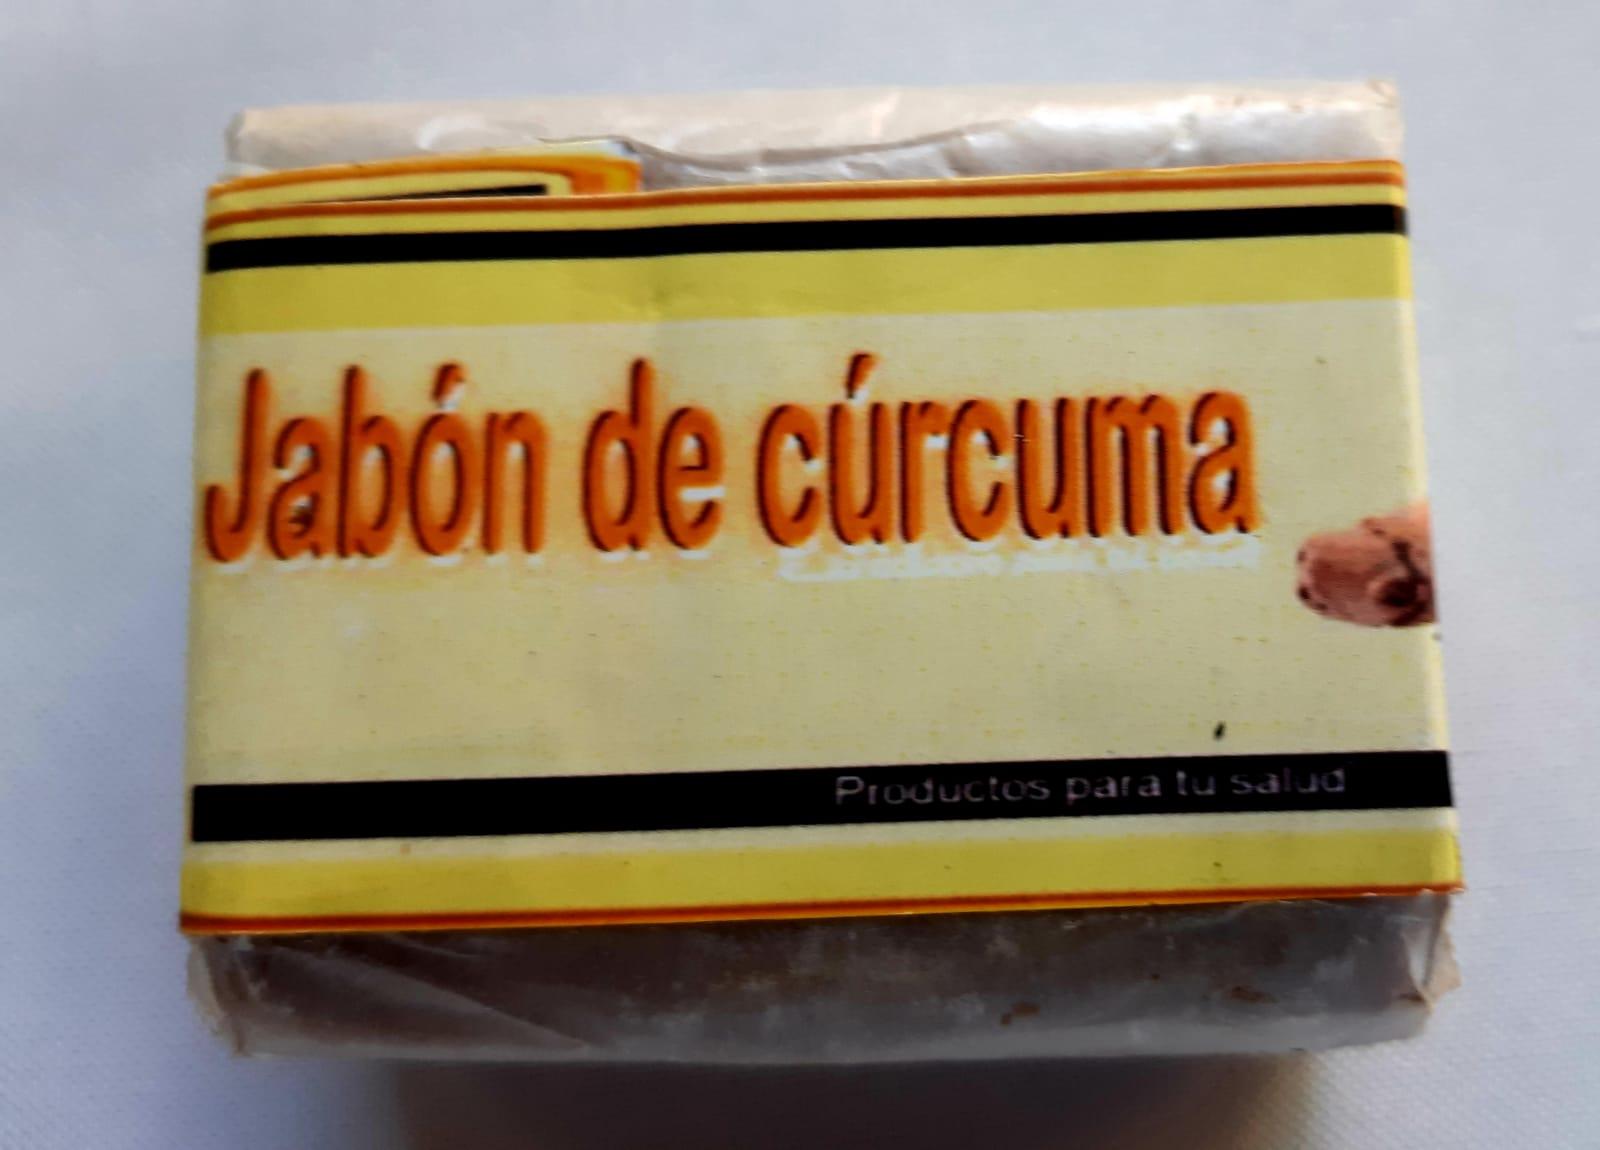 Jabón de cúrcuma
Productos para tu salud